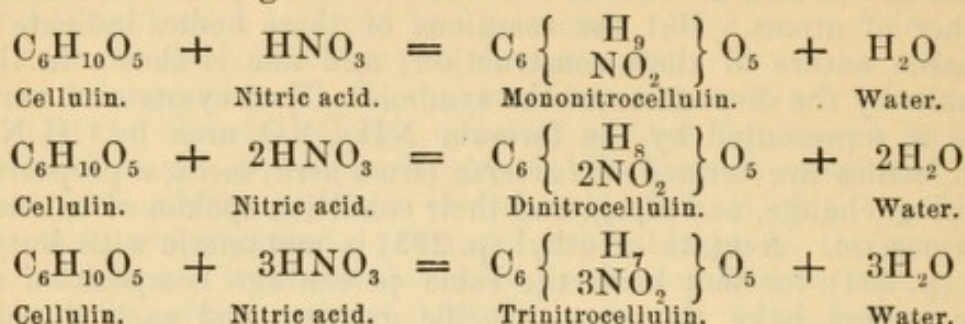 C₆H₁₀O₅ + HNO₃ = C₆ { H₉ NO₂ } O₅ + H₂O
Cellulin. Nitric acid. Mononitrocellulin. Water.
C₆H₁₀O₅ + 2HNO₃ = C₆ { H₈ 2NO₂ } O₅ + 2H₂O
Cellulin. Nitric acid. Dinitrocellulin. Water.
C₆H₁₀O₅ + 3HNO₃ = C₆ { H₇ 3NO₂ } O₅ + 3H₂O
Cellulin. Nitric acid. Trinitrocellulin. Water.